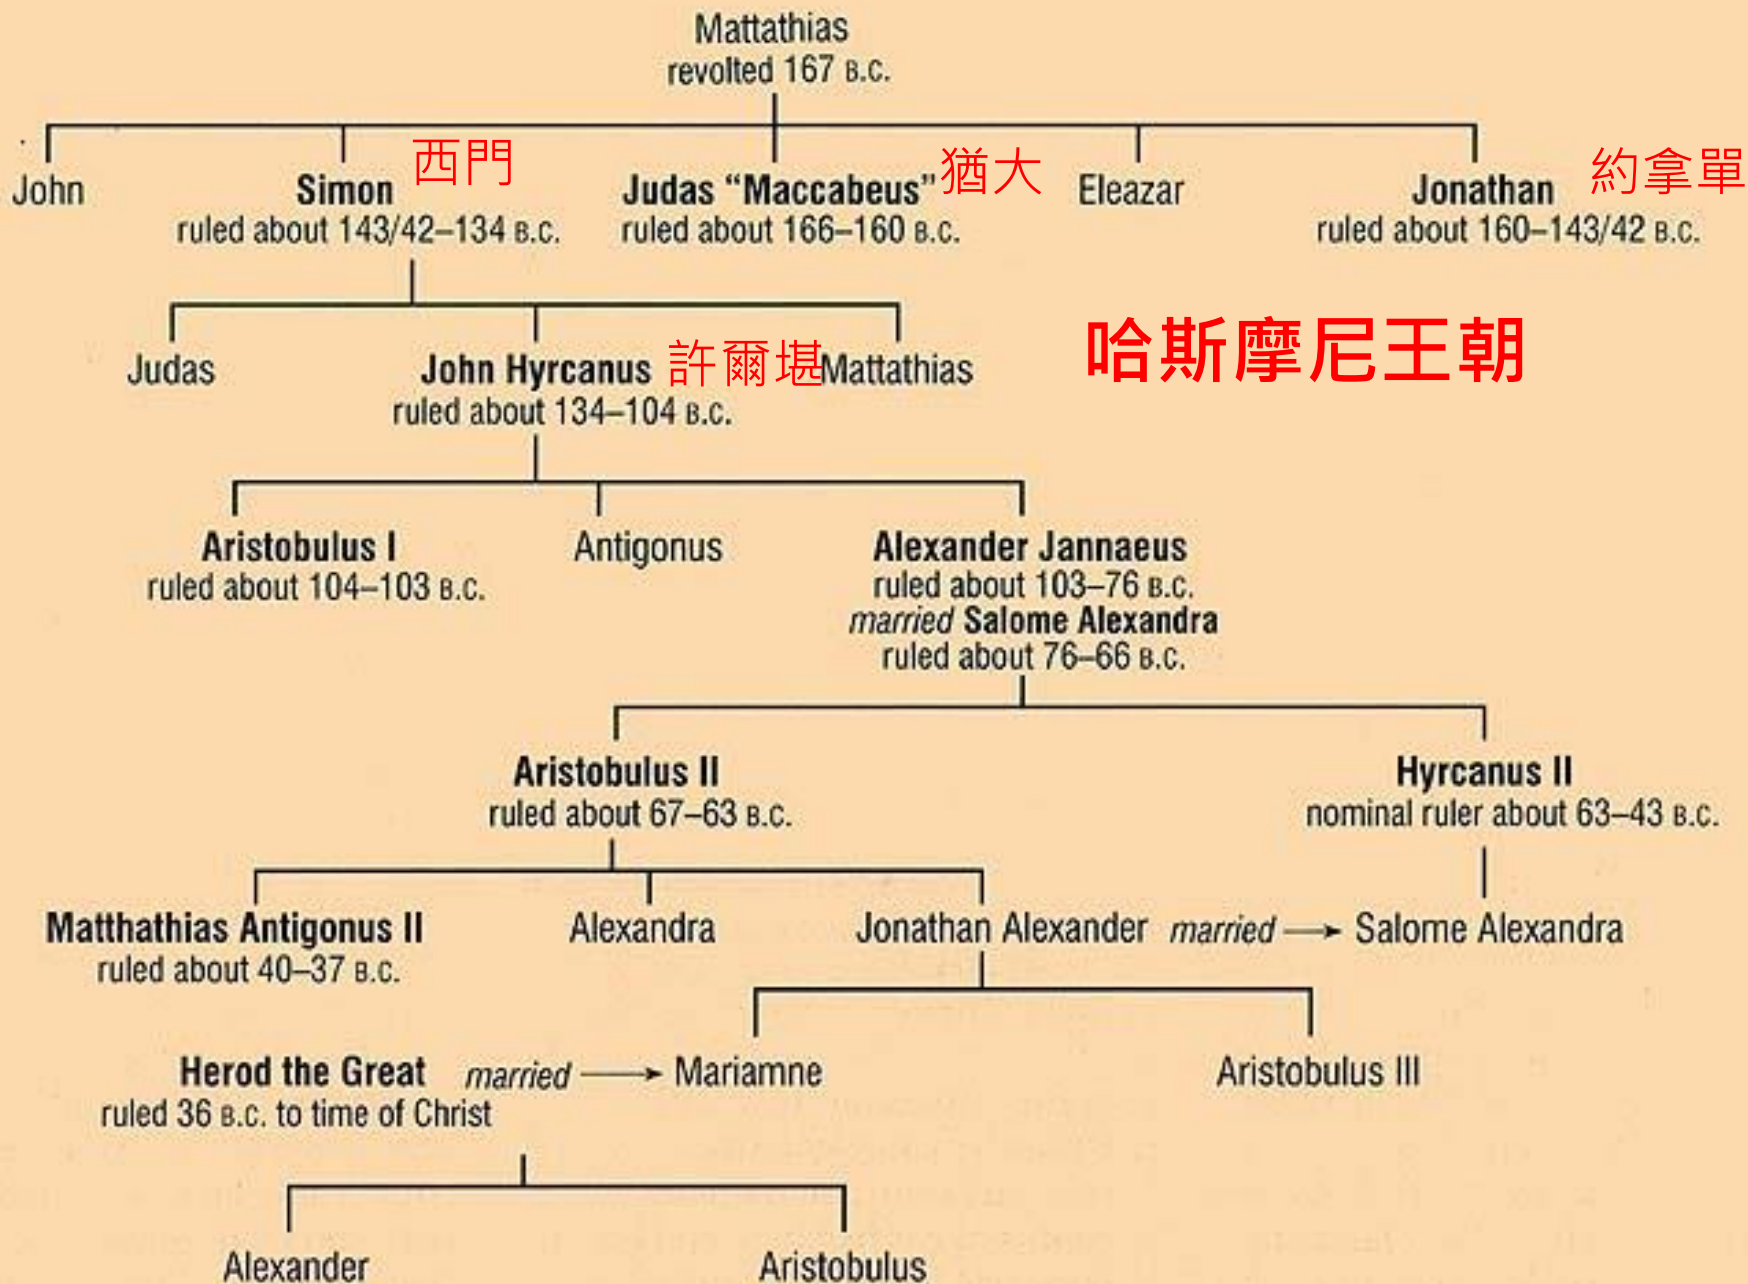 Mattathias
revolted 167 B.C.
John
Simon 西門
ruled about 143/42–134 B.C.
Judas “Maccabeus” 猶大
ruled about 166–160 B.C.
Eleazar
Jonathan 約拿單
ruled about 160–143/42 B.C.
哈斯摩尼王朝
Judas
John Hyrcanus 許爾堪
ruled about 134–104 B.C.
Mattathias
Aristobulus I
ruled about 104–103 B.C.
Antigonus
Alexander Jannaeus
ruled about 103–76 B.C.
married Salome Alexandra
ruled about 76–66 B.C.
Aristobulus II
ruled about 67–63 B.C.
Hyrcanus II
nominal ruler about 63–43 B.C.
Matthathias Antigonus II
ruled about 40–37 B.C.
Alexandra
Jonathan Alexander married → Salome Alexandra
Herod the Great married → Mariamne
ruled 36 B.C. to time of Christ
Aristobulus III
Alexander
Aristobulus